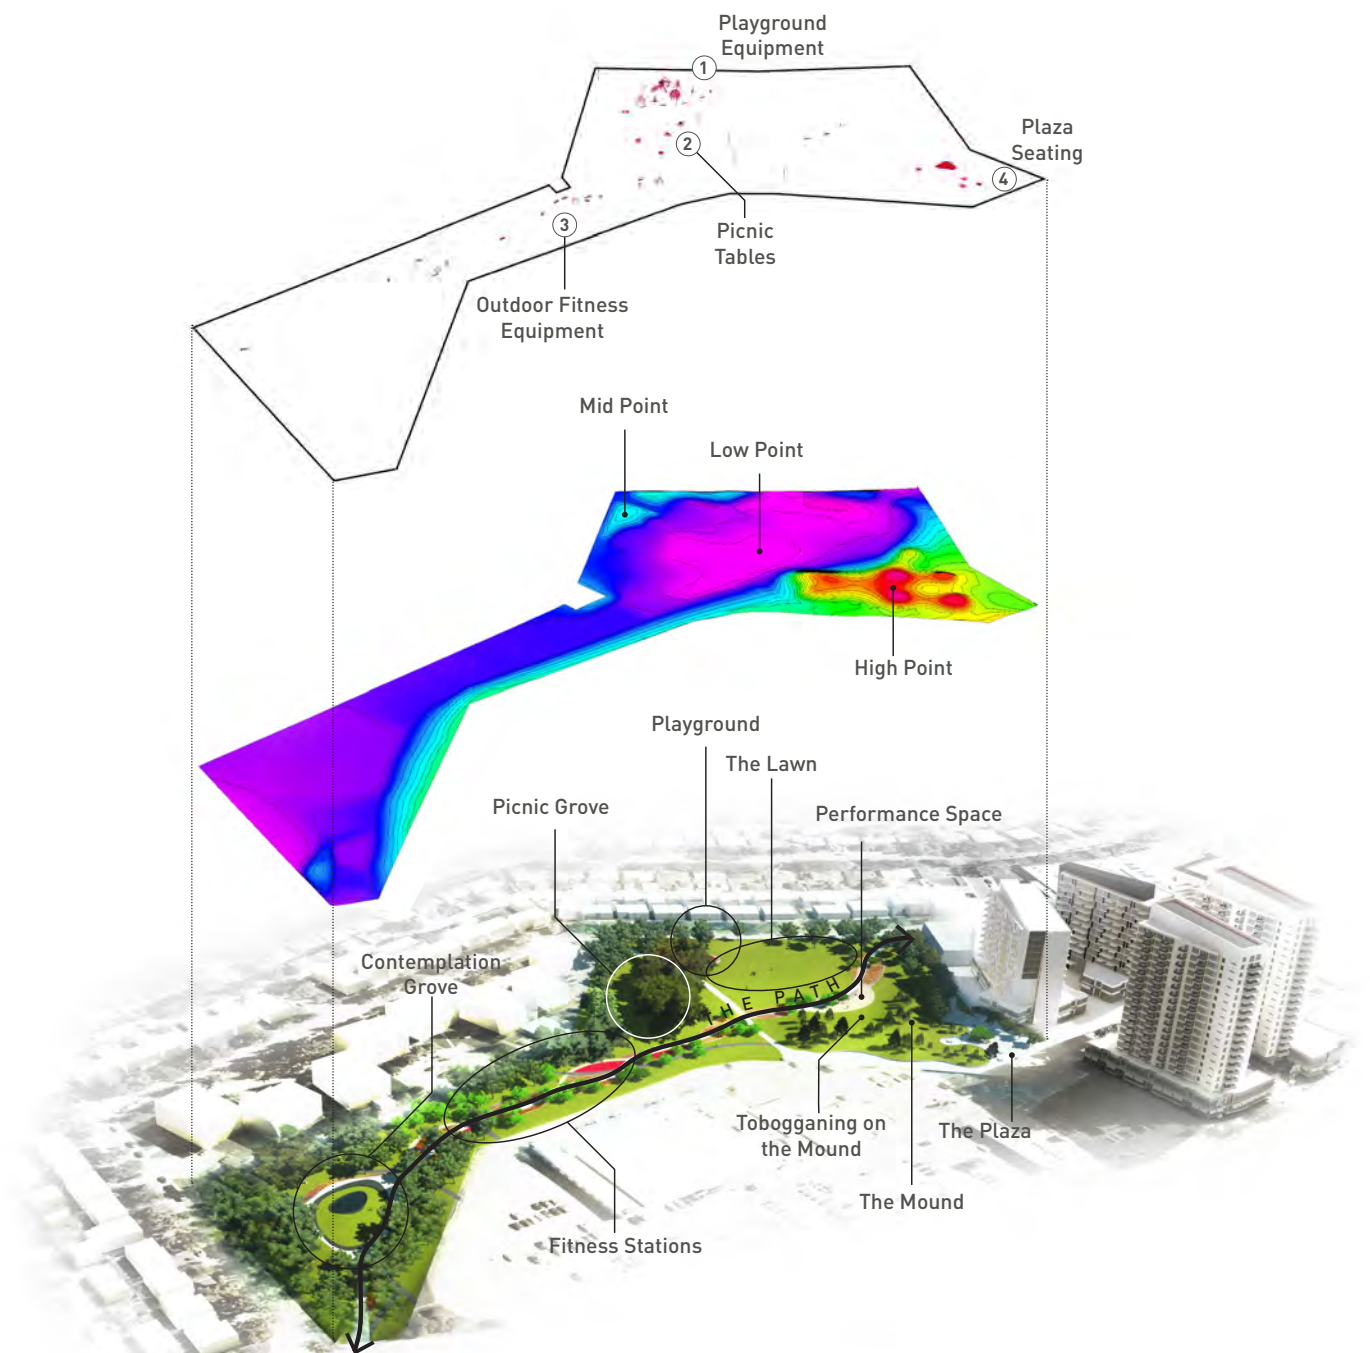 Playground
Equipment
1
Plaza
Seating
2
4
3
Picnic
Tables
Outdoor Fitness
Equipment
Mid Point
Low Point
High Point
Playground
The Lawn
Picnic Grove
Performance Space
Contemplation
Grove
THE PATH
Tobogganing on
the Mound
The Plaza
The Mound
Fitness Stations